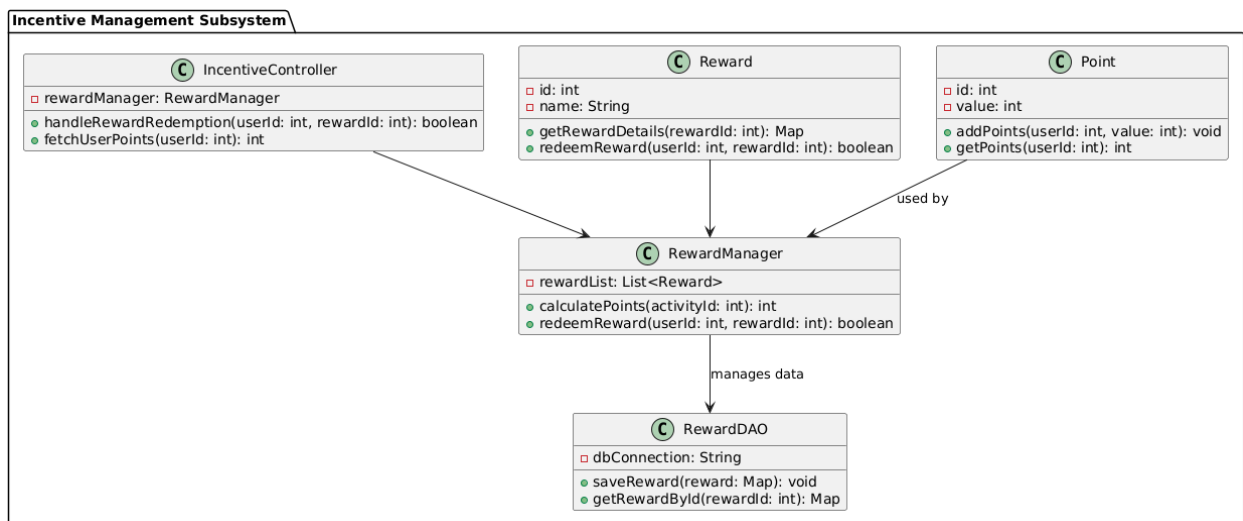 Incentive Management Subsystem
C IncentiveController
rewardManager: RewardManager
handleRewardRedemption(userId: int, rewardId: int): boolean
fetchUserPoints(userId: int): int
C Reward
id: int
name: String
getRewardDetails(rewardId: int): Map
redeemReward(userId: int, rewardId: int): boolean
C Point
id: int
value: int
addPoints(userId: int, value: int): void
getPoints(userId: int): int
used by
C RewardManager
rewardList: List<Reward>
calculatePoints(activityId: int): int
redeemReward(userId: int, rewardId: int): boolean
manages data
C RewardDAO
dbConnection: String
saveReward(reward: Map): void
getRewardById(rewardId: int): Map